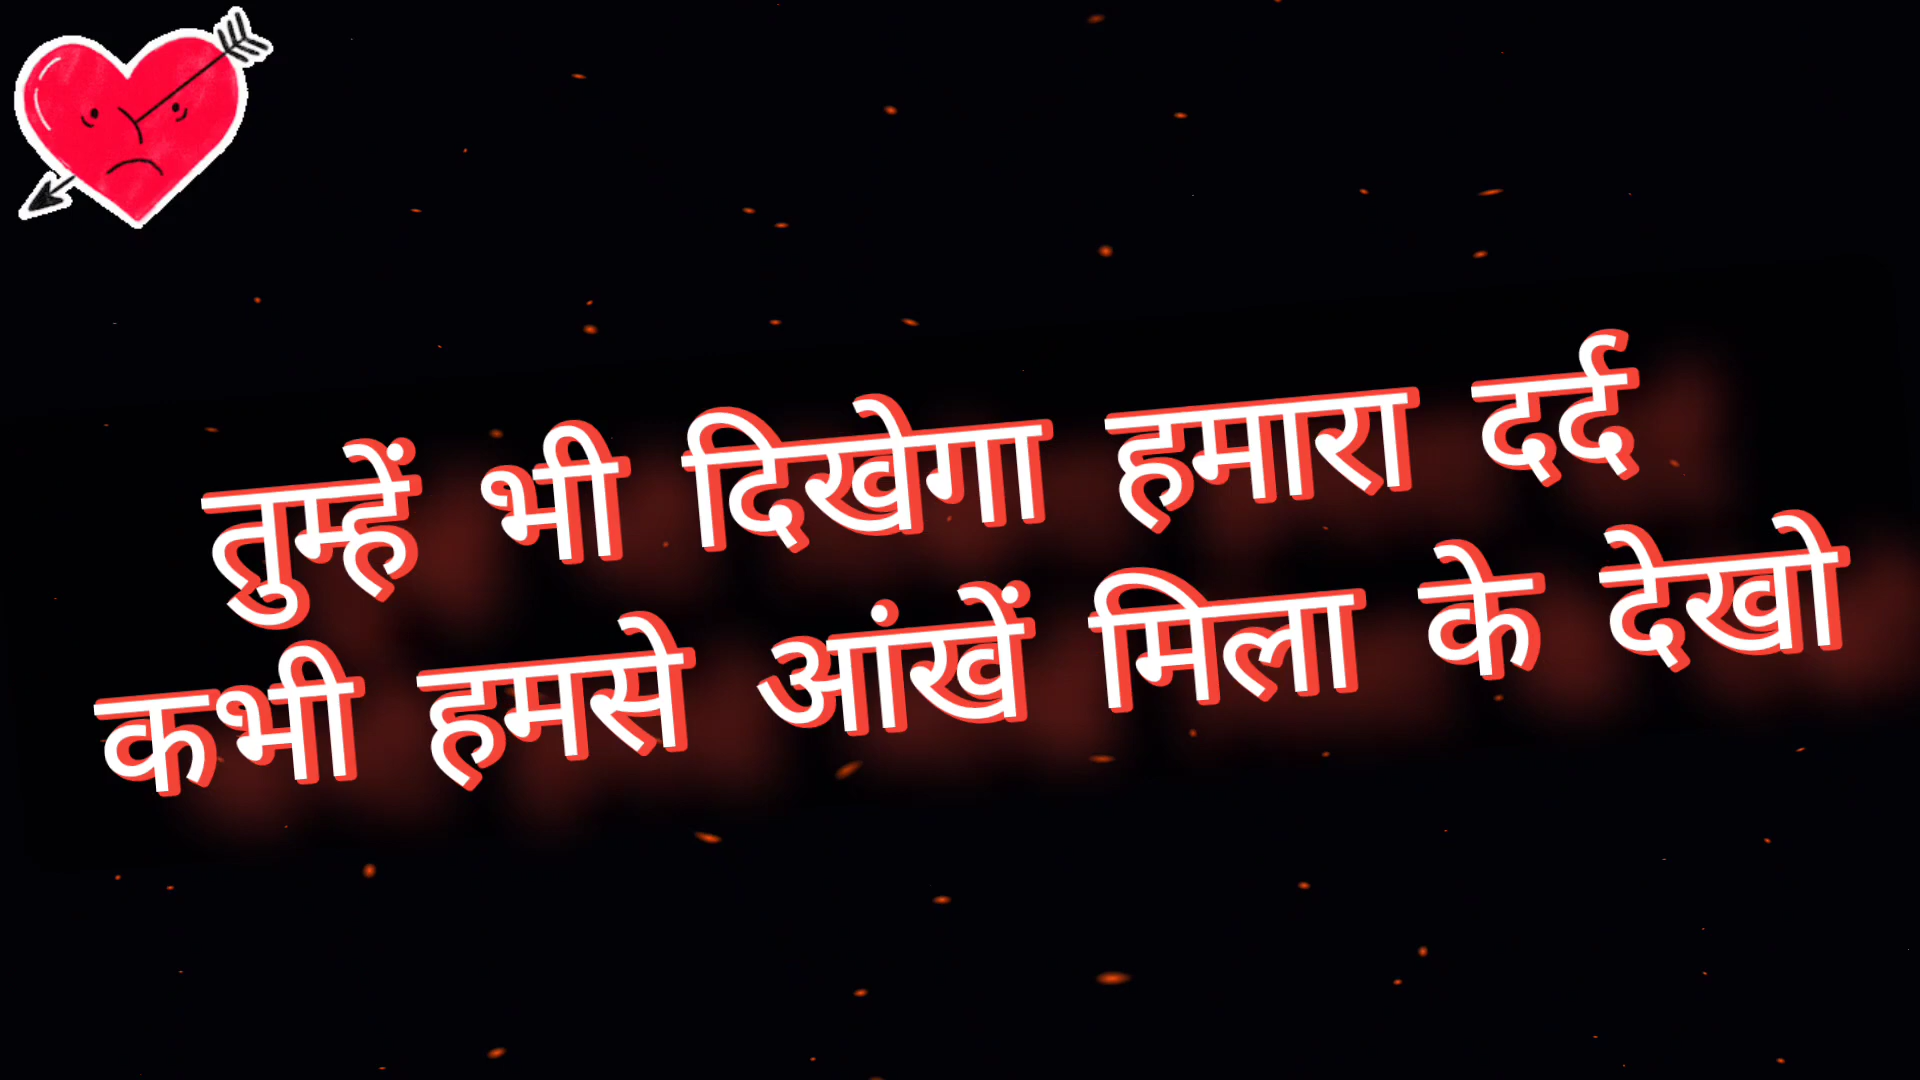 तुम्हें भी दिखेगा हमारा दर्द
कभी हमसे आंखें मिला के देखो